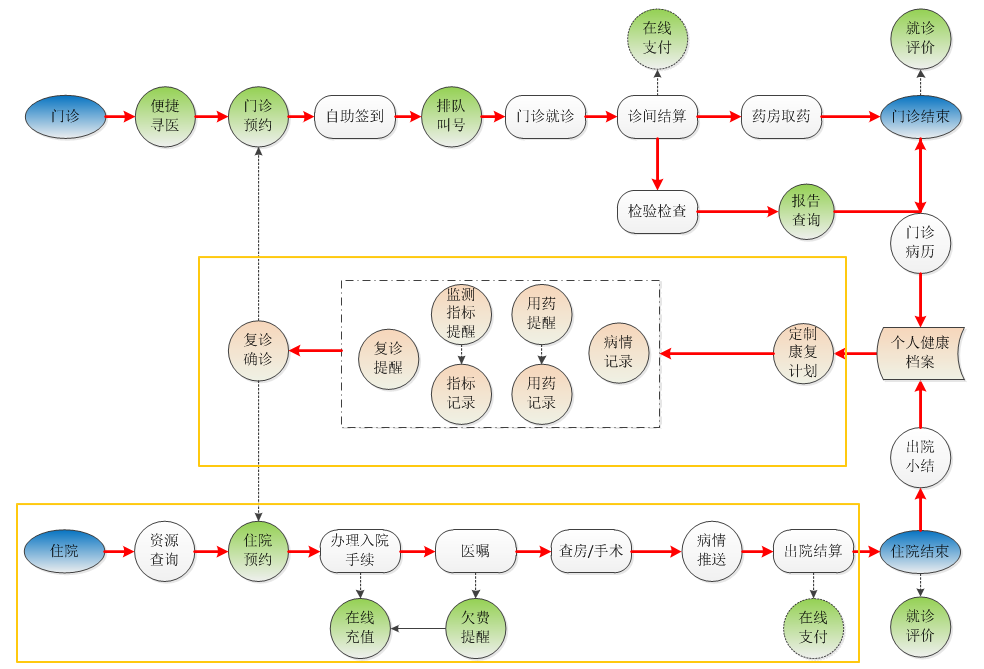 在线
支付
就诊
评价
门诊
便捷
寻医
门诊
预约
自助签到
排队
叫号
门诊就诊
诊间结算
药房取药
门诊结束
检验检查
报告
查询
门诊
病历
复诊
确诊
复诊
提醒
监测
指标
提醒
指标
记录
用药
提醒
用药
记录
病情
记录
定制
康复
计划
个人健康
档案
出院
小结
住院
资源
查询
住院
预约
办理入院
手续
医嘱
查房/手术
病情
推送
出院结算
住院结束
在线
充值
欠费
提醒
在线
支付
就诊
评价